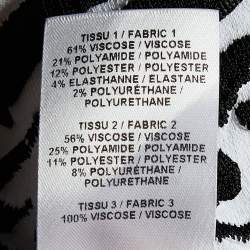 TISSU 1 / FABRIC 1
61% VISCOSE / VISCOSE
21% POLYAMIDE / POLYAMIDE
12% POLYESTER / POLYESTER
4% ELASTHANNE / ELASTANE
2% POLYURÉTHANE /
POLYURETHANE
TISSU 2 / FABRIC 2
56% VISCOSE / VISCOSE
25% POLYAMIDE / POLYAMIDE
11% POLYESTER / POLYESTER
8% POLYURÉTHANE /
POLYURETHANE
TISSU 3 / FABRIC 3
100% VISCOSE / VISCOSE